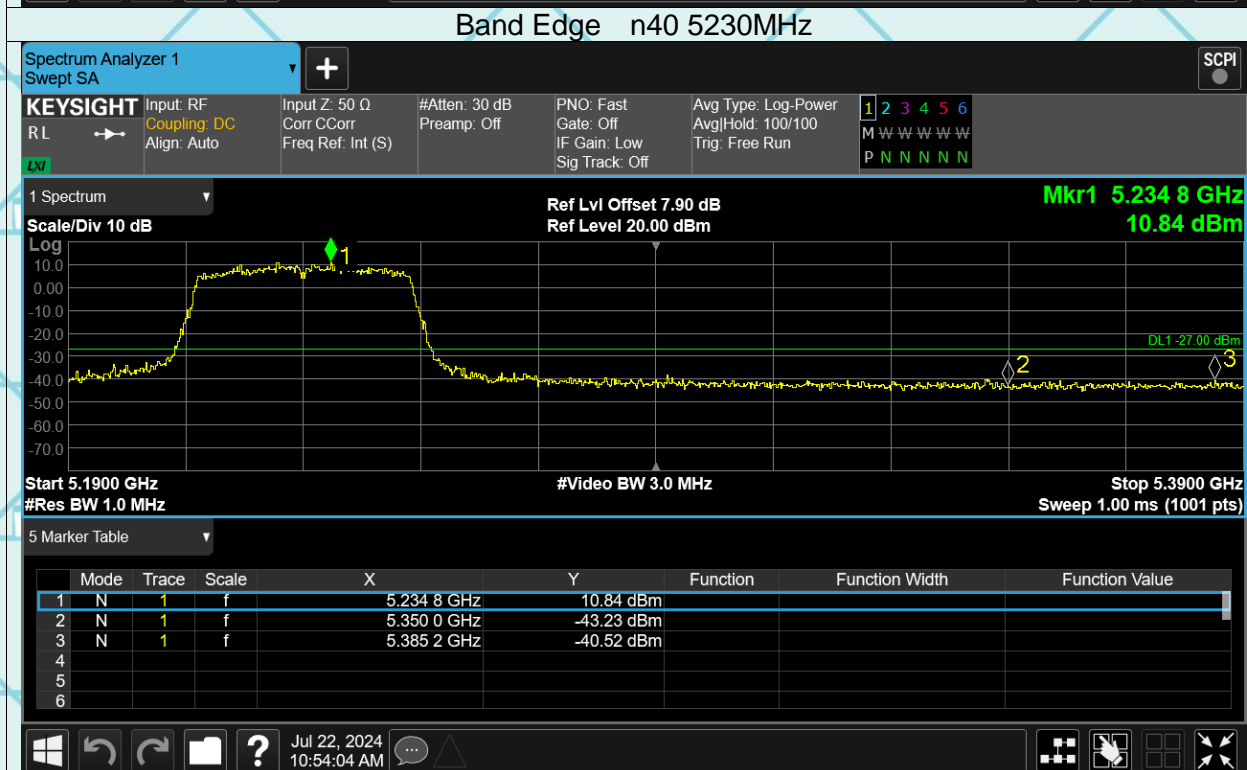 Band Edge n40 5230MHz
Spectrum Analyzer 1
Swept SA
SCPI
KEYSIGHT
RL
LXI
Input: RF
Coupling: DC
Align: Auto
Input Z: 50 Ω
Corr CCorr
Freq Ref: Int (S)
#Atten: 30 dB
Preamp: Off
PNO: Fast
Gate: Off
IF Gain: Low
Sig Track: Off
Avg Type: Log-Power
Avg|Hold: 100/100
Trig: Free Run
1 2 3 4 5 6
M W W W W W W
P N N N N N N
1 Spectrum
Scale/Div 10 dB
Ref Lvl Offset 7.90 dB
Ref Level 20.00 dBm
Mkr1 5.234 8 GHz
10.84 dBm
Log
10.0
0.00
-10.0
-20.0
-30.0
-40.0
-50.0
-60.0
-70.0
1
DL1 -27.00 dBm
2
3
Start 5.1900 GHz
#Video BW 3.0 MHz
Stop 5.3900 GHz
#Res BW 1.0 MHz
Sweep 1.00 ms (1001 pts)
5 Marker Table
Mode Trace Scale X Y Function Function Width Function Value
1 N 1 f 5.234 8 GHz 10.84 dBm
2 N 1 f 5.350 0 GHz -43.23 dBm
3 N 1 f 5.385 2 GHz -40.52 dBm
4
5
6
?
Jul 22, 2024
10:54:04 AM